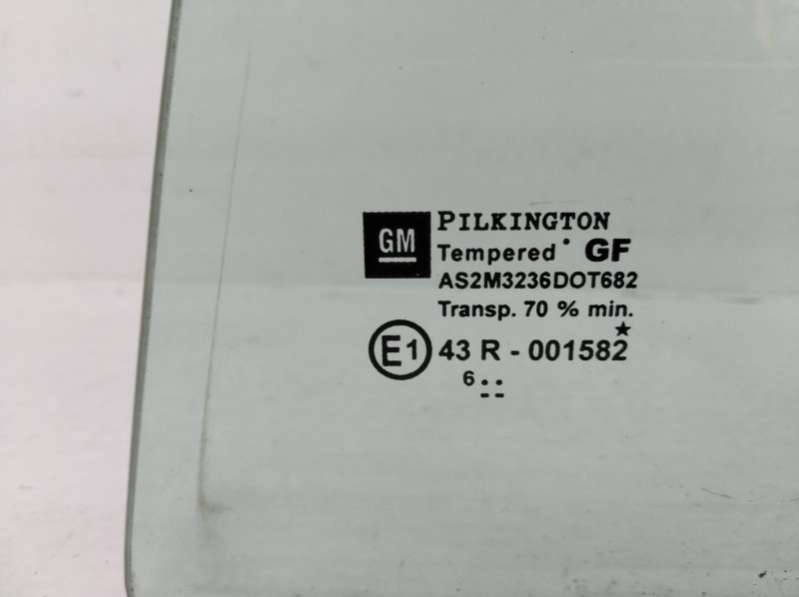 GM
PILKINGTON
Tempered • GF
AS2M3236DOT682
Transp. 70 % min.
E1 43 R - 001582
6